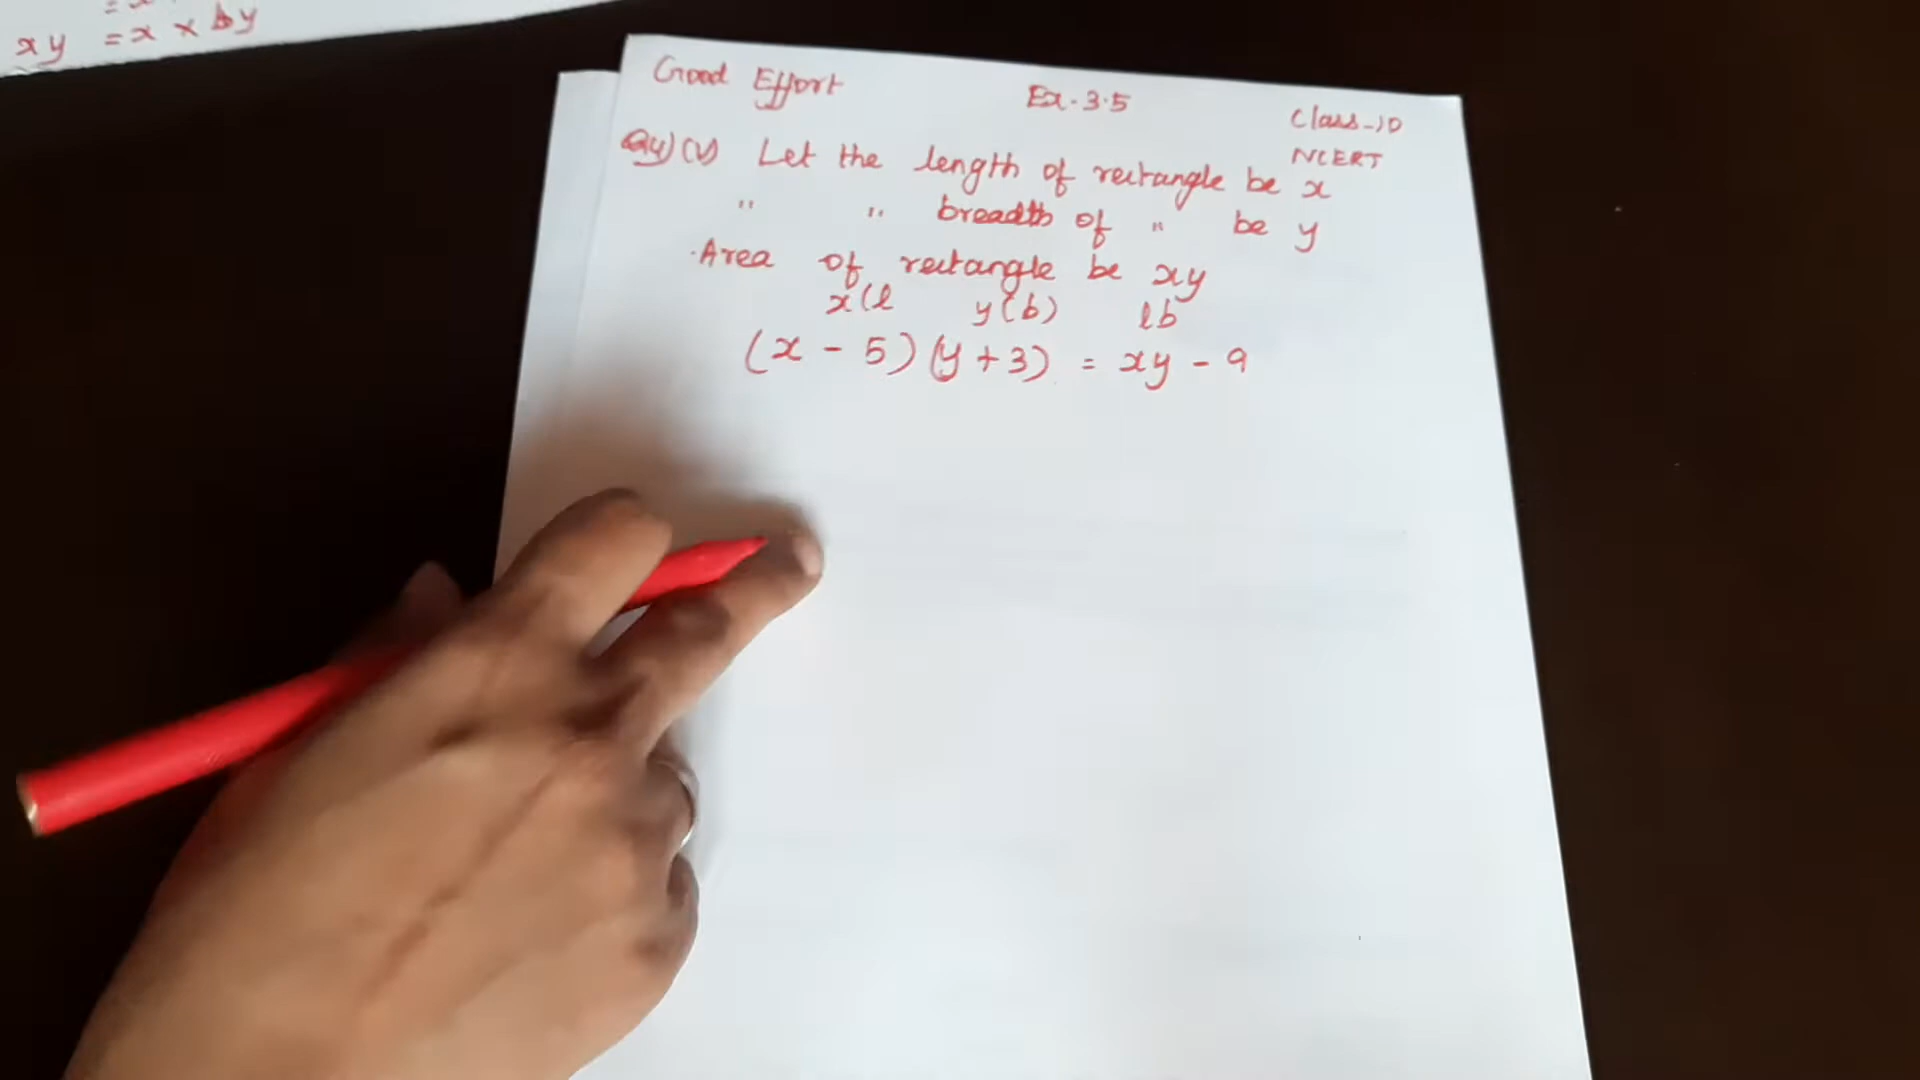 xy = x × by
Good Effort Ex-3.5 Class-10
NCERT
Q4) (v) Let the length of rectangle be x
" " breadth of " be y
Area of rectangle be xy
x(l y(b) lb
(x - 5) (y + 3) = xy - 9